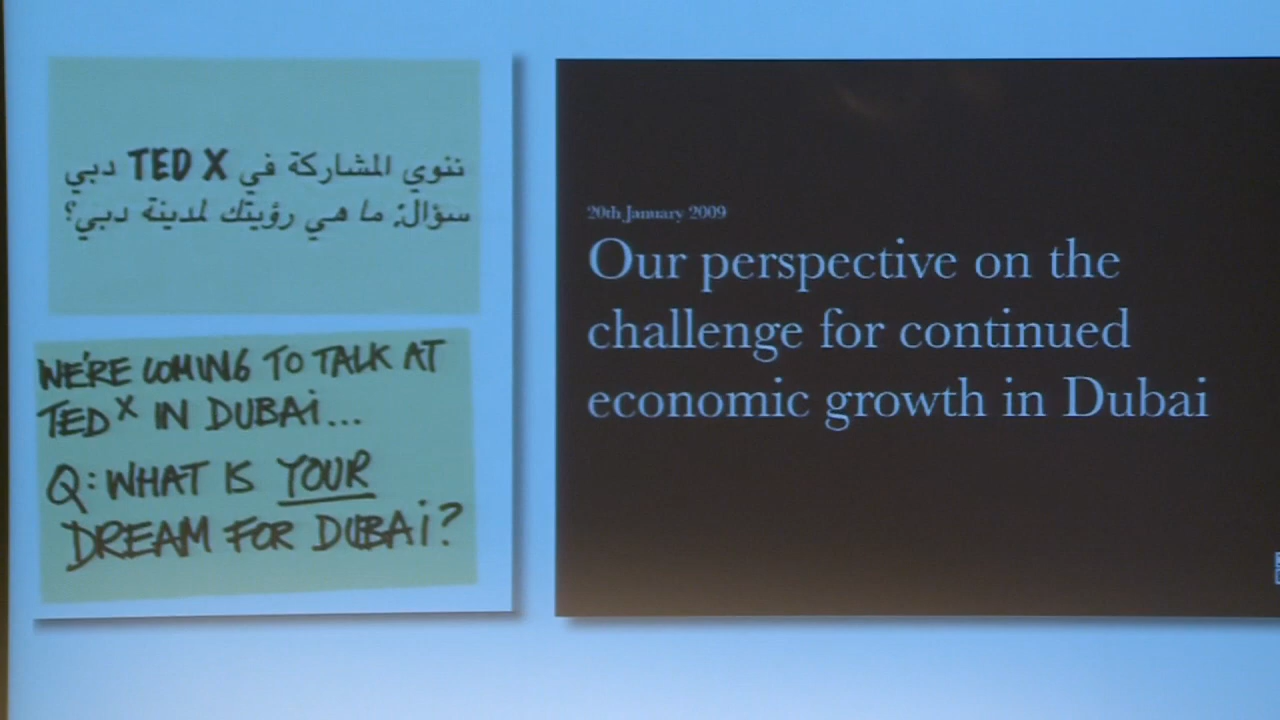 ننوي المشاركة في TED X دبي
سؤال: ما هي رؤيتك لمدينة دبي؟
WE'RE COMING TO TALK AT
TEDX IN DUBAi...
Q: WHAT IS YOUR
DREAM FOR DUBAi?
20th January 2009
Our perspective on the
challenge for continued
economic growth in Dubai